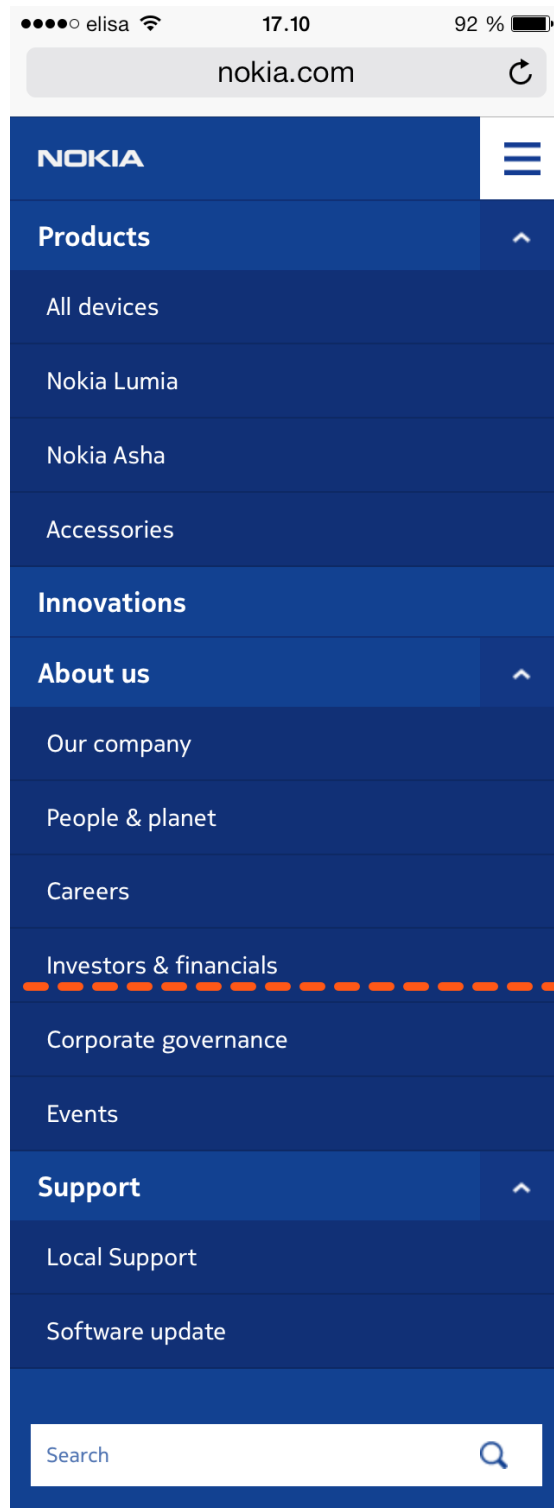 elisa 17.10 92 %
nokia.com
NOKIA
Products
All devices
Nokia Lumia
Nokia Asha
Accessories
Innovations
About us
Our company
People & planet
Careers
Investors & financials
Corporate governance
Events
Support
Local Support
Software update
Search